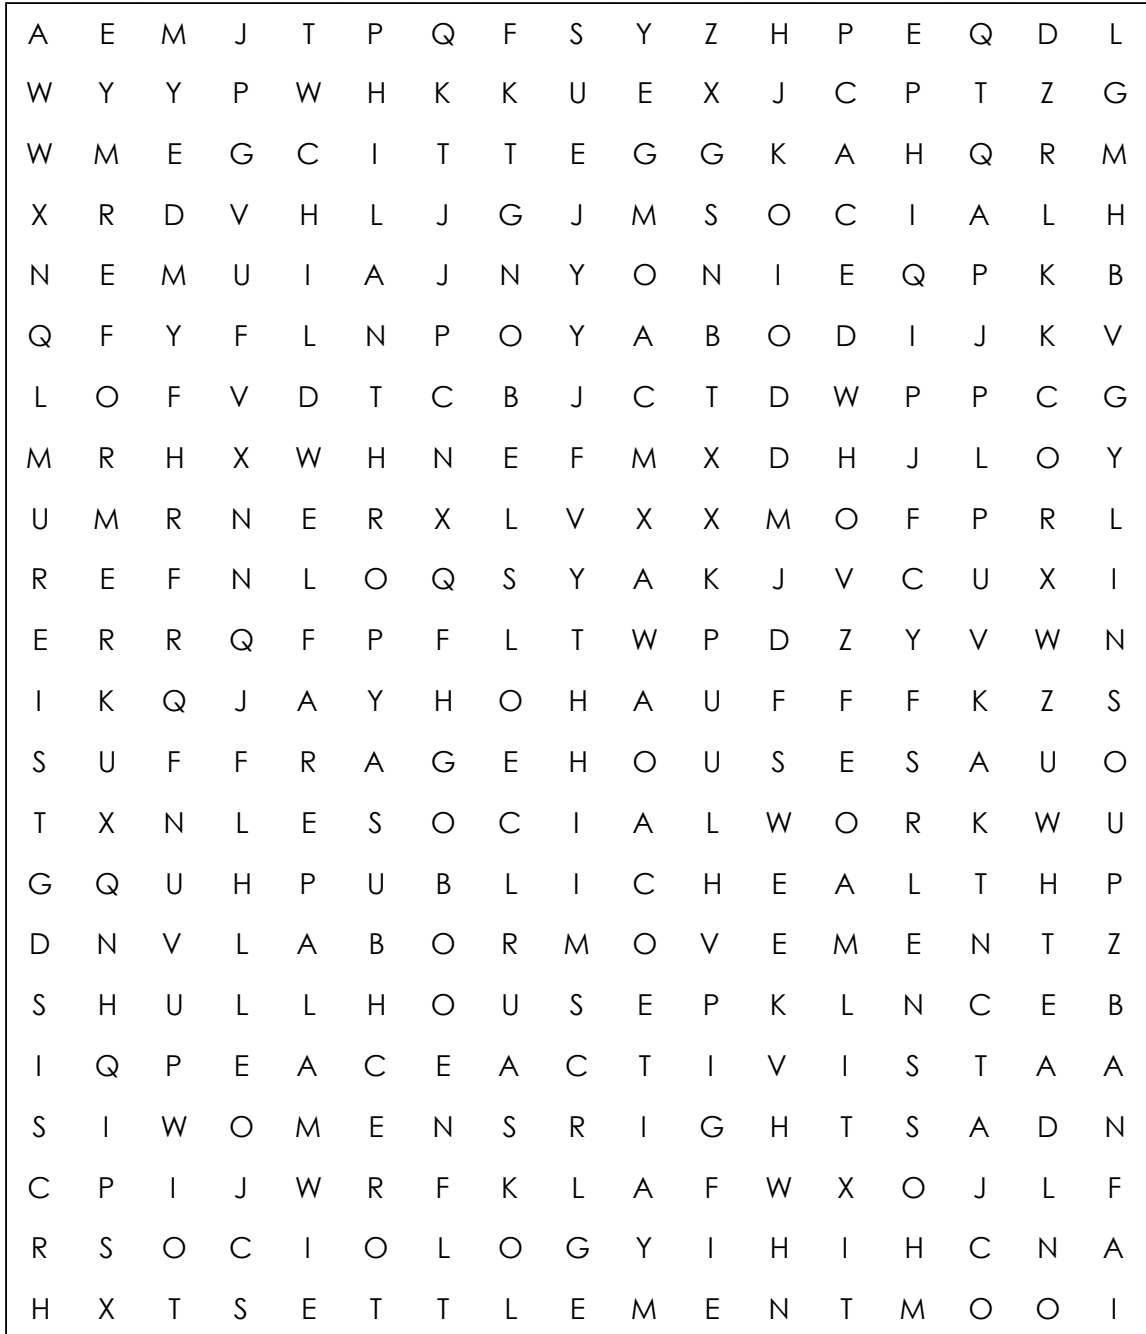 A E M J T P Q F S Y Z H P E Q D L
W Y Y P W H K K U E X J C P T Z G
W M E G C I T T E G G K A H Q R M
X R D V H L J G J M S O C I A L H
N E M U I A J N Y O N I E Q P K B
Q F Y F L N P O Y A B O D I J K V
L O F V D T C B J C T D W P P C G
M R H X W H N E F M X D H J L O Y
U M R N E R X L V X X M O F P R L
R E F N L O Q S Y A K J V C U X I
E R R Q F P F L T W P D Z Y V W N
I K Q J A Y H O H A U F F F K Z S
S U F F R A G E H O U S E S A U O
T X N L E S O C I A L W O R K W U
G Q U H P U B L I C H E A L T H P
D N V L A B O R M O V E M E N T Z
S H U L L H O U S E P K L N C E B
I Q P E A C E A C T I V I S T A A
S I W O M E N S R I G H T S A D N
C P I J W R F K L A F W X O J L F
R S O C I O L O G Y I H I H C N A
H X T S E T T L E M E N T M O O I